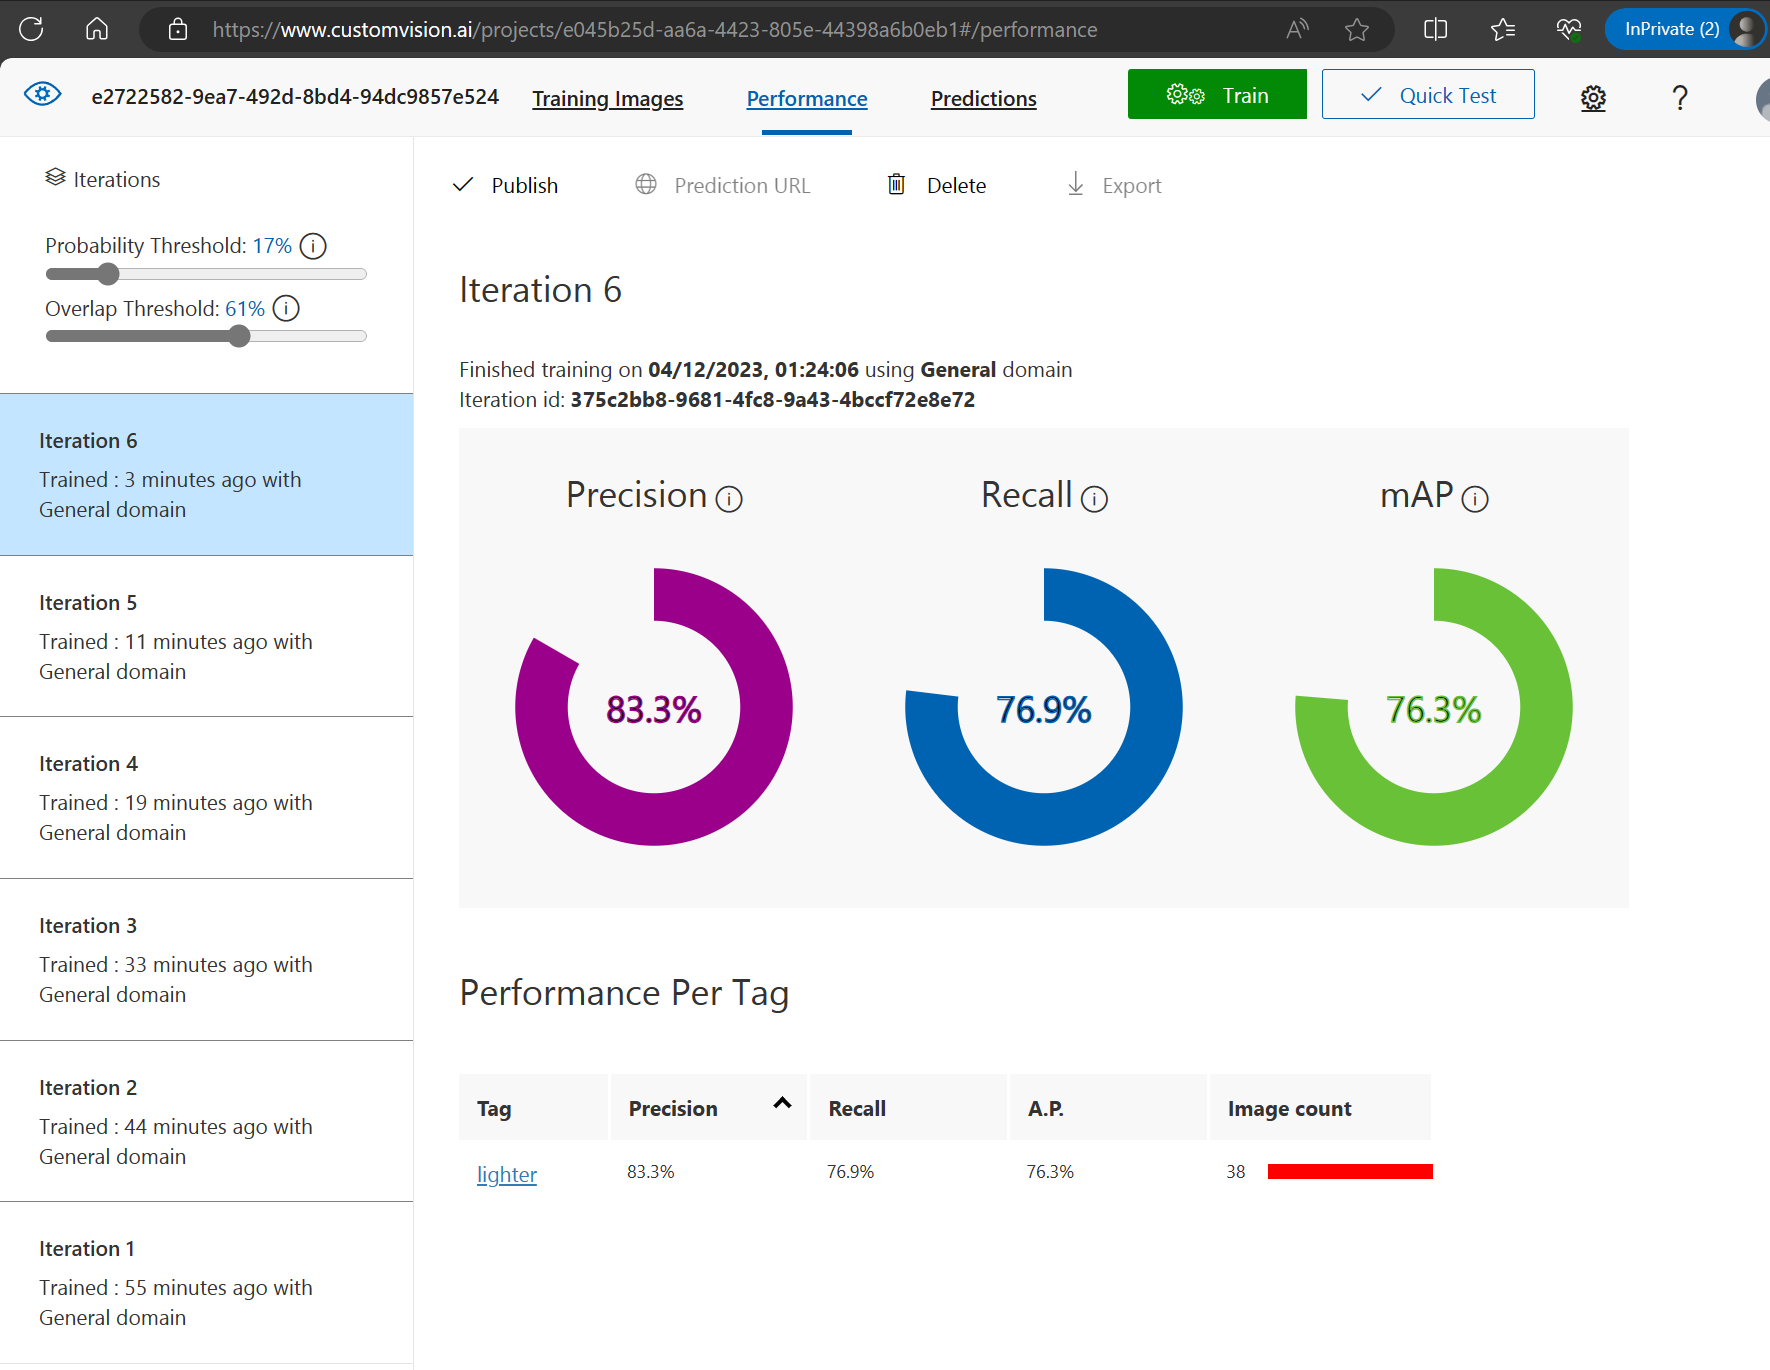 https://www.customvision.ai/projects/e045b25d-aa6a-4423-805e-44398a6b0eb1#/performance
InPrivate (2)
e2722582-9ea7-492d-8bd4-94dc9857e524
Training Images
Performance
Predictions
Train
Quick Test
?
Iterations
Probability Threshold: 17%
Overlap Threshold: 61%
Iteration 6
Trained : 3 minutes ago with
General domain
Iteration 5
Trained : 11 minutes ago with
General domain
Iteration 4
Trained : 19 minutes ago with
General domain
Iteration 3
Trained : 33 minutes ago with
General domain
Iteration 2
Trained : 44 minutes ago with
General domain
Iteration 1
Trained : 55 minutes ago with
General domain
Publish
Prediction URL
Delete
Export
Iteration 6
Finished training on 04/12/2023, 01:24:06 using General domain
Iteration id: 375c2bb8-9681-4fc8-9a43-4bccf72e8e72
Precision
Recall
mAP
83.3%
76.9%
76.3%
Performance Per Tag
Tag Precision Recall A.P. Image count
lighter 83.3% 76.9% 76.3% 38